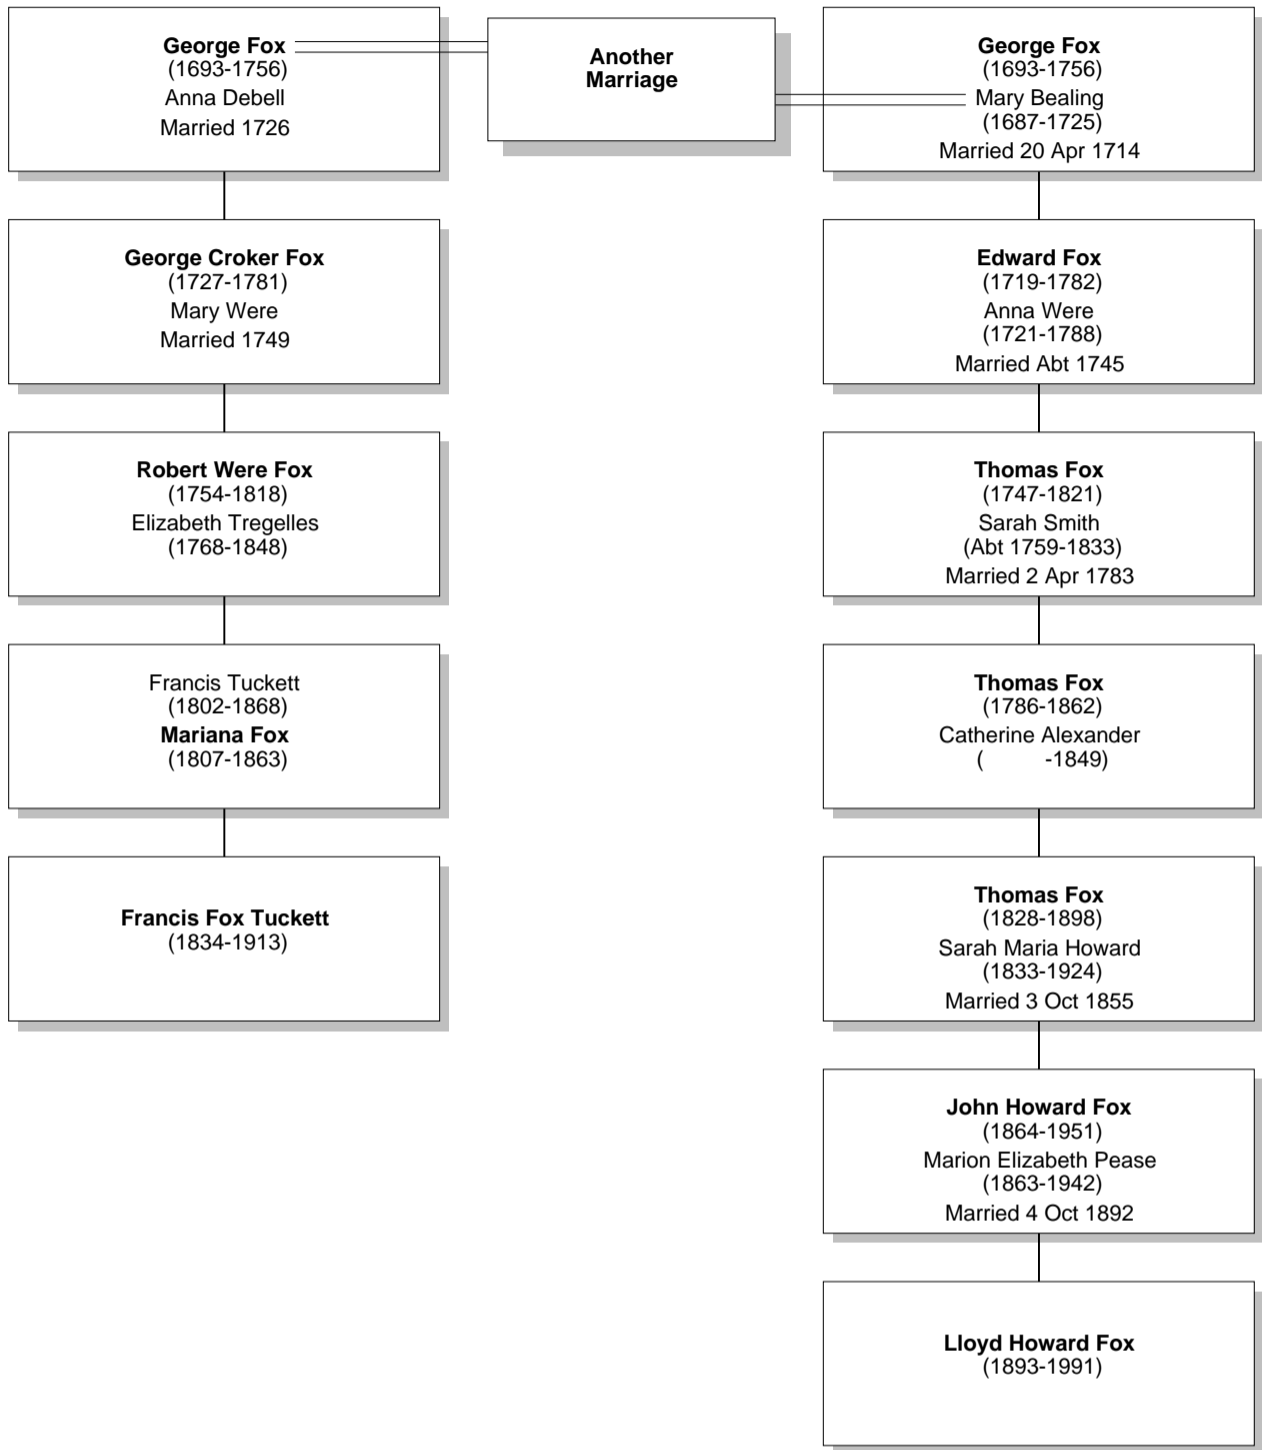 George Fox
(1693-1756)
Anna Debell
Married 1726
Another
Marriage
George Fox
(1693-1756)
Mary Bealing
(1687-1725)
Married 20 Apr 1714
George Croker Fox
(1727-1781)
Mary Were
Married 1749
Edward Fox
(1719-1782)
Anna Were
(1721-1788)
Married Abt 1745
Robert Were Fox
(1754-1818)
Elizabeth Tregelles
(1768-1848)
Thomas Fox
(1747-1821)
Sarah Smith
(Abt 1759-1833)
Married 2 Apr 1783
Francis Tuckett
(1802-1868)
Mariana Fox
(1807-1863)
Thomas Fox
(1786-1862)
Catherine Alexander
( -1849)
Francis Fox Tuckett
(1834-1913)
Thomas Fox
(1828-1898)
Sarah Maria Howard
(1833-1924)
Married 3 Oct 1855
John Howard Fox
(1864-1951)
Marion Elizabeth Pease
(1863-1942)
Married 4 Oct 1892
Lloyd Howard Fox
(1893-1991)